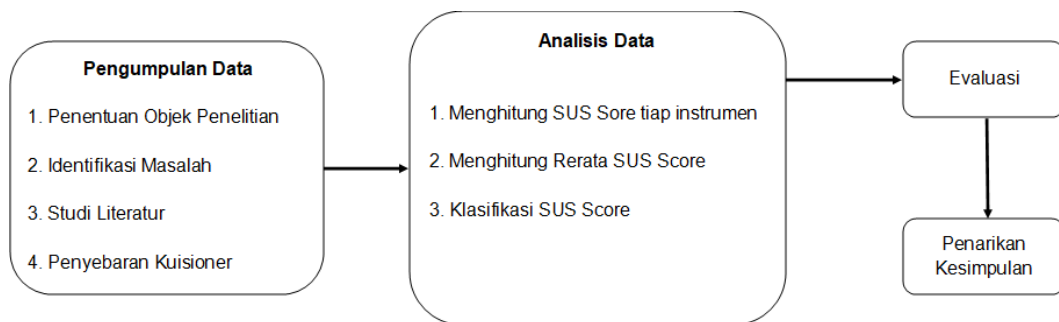 Pengumpulan Data
1. Penentuan Objek Penelitian
2. Identifikasi Masalah
3. Studi Literatur
4. Penyebaran Kuisioner
Analisis Data
1. Menghitung SUS Sore tiap instrumen
2. Menghitung Rerata SUS Score
3. Klasifikasi SUS Score
Evaluasi
Penarikan
Kesimpulan